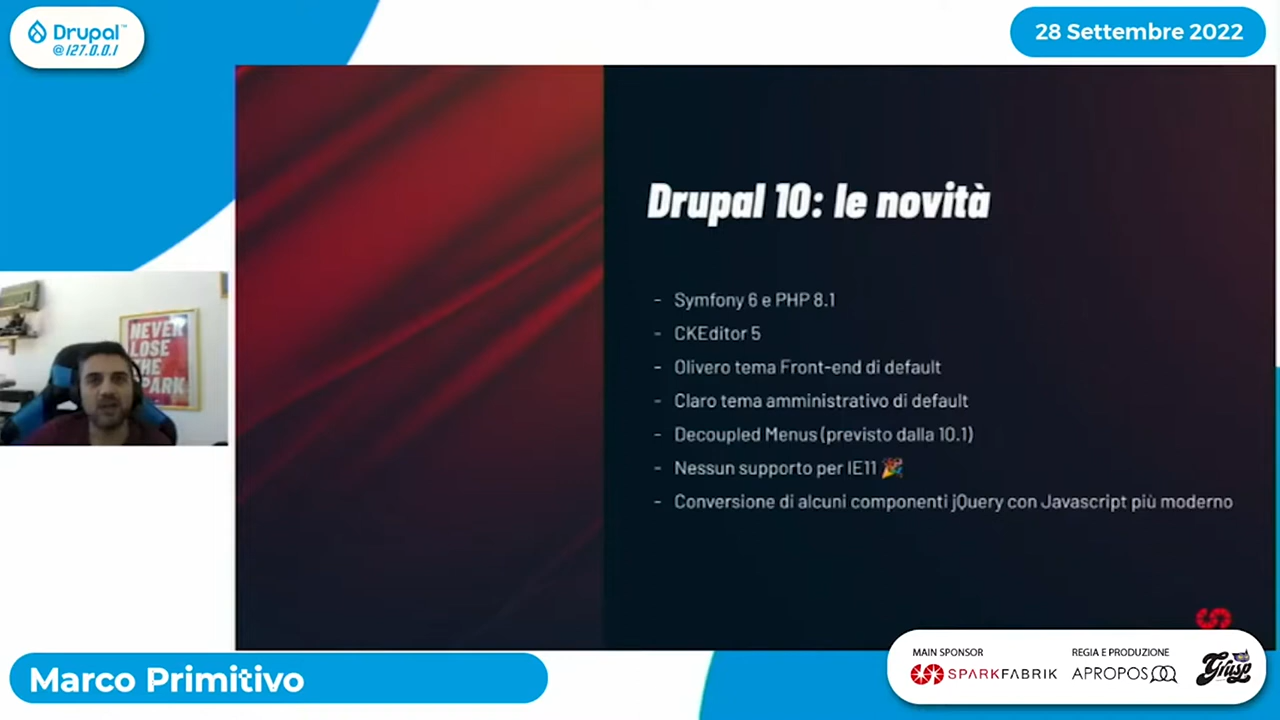 Drupal™
@127.0.0.1
28 Settembre 2022
Drupal 10: le novità
- Symfony 6 e PHP 8.1
- CKEditor 5
- Olivero tema Front-end di default
- Claro tema amministrativo di default
- Decoupled Menus (previsto dalla 10.1)
- Nessun supporto per IE11 🎉
- Conversione di alcuni componenti jQuery con Javascript più moderno
NEVER
LOSE
THE
SPARK
Marco Primitivo
MAIN SPONSOR
SPARKFABRIK
REGIA E PRODUZIONE
APROPOS
Grusp